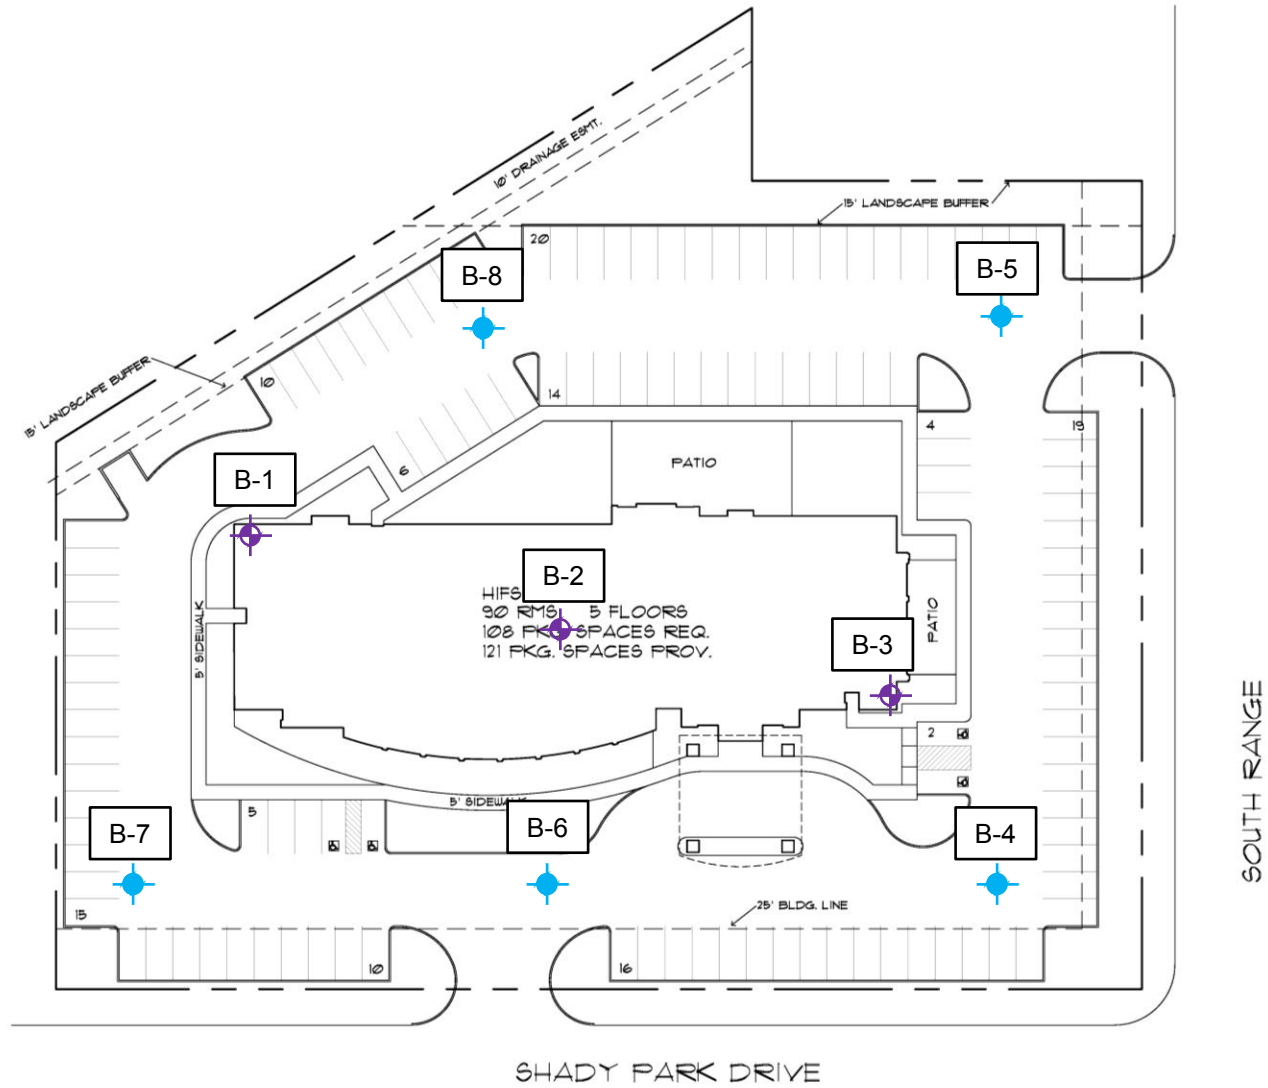 10' DRAINAGE ESMT.
15' LANDSCAPE BUFFER
20
B-8
B-5
15' LANDSCAPE BUFFER
10
14
4
19
6
PATIO
B-1
B-2
HIFS
90 RMS 5 FLOORS
108 PKG SPACES REQ.
121 PKG. SPACES PROV.
B-3
PATIO
5' SIDEWALK
2
5' SIDEWALK
5
B-7
B-6
B-4
15
25' BLDG. LINE
10
16
SOUTH RANGE
SHADY PARK DRIVE